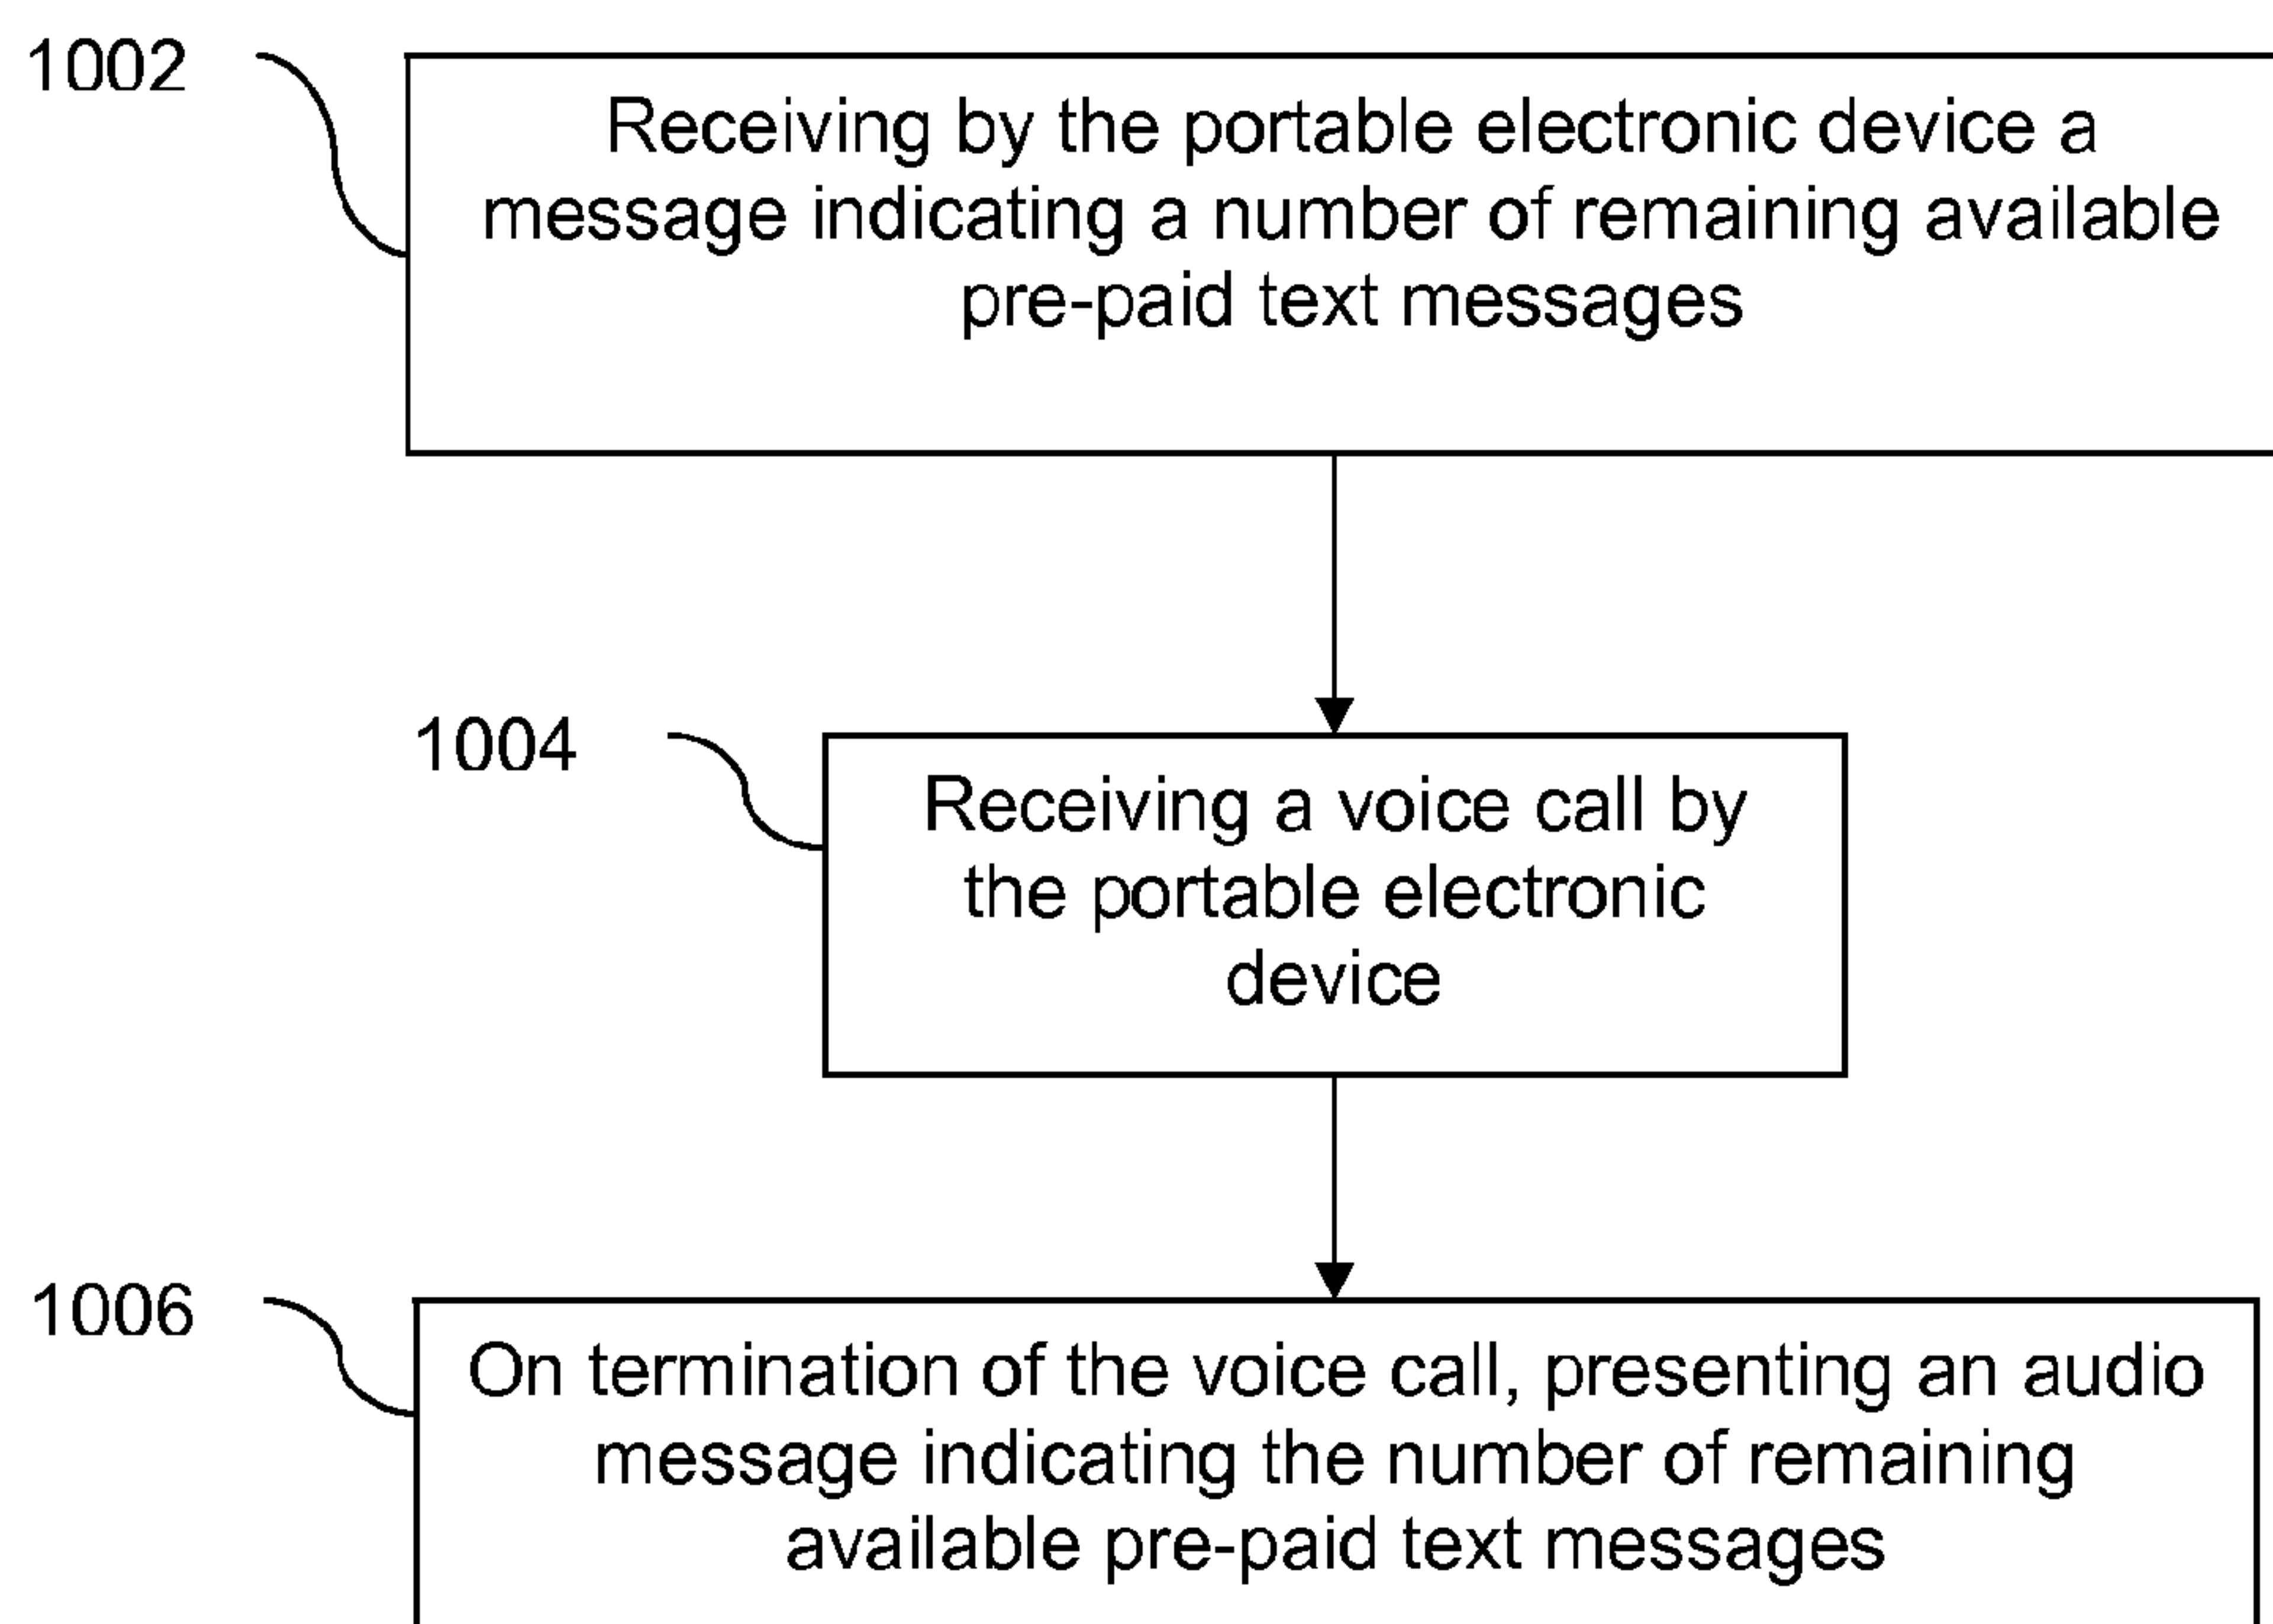 1002
Receiving by the portable electronic device a
message indicating a number of remaining available
pre-paid text messages
1004
Receiving a voice call by
the portable electronic
device
1006
On termination of the voice call, presenting an audio
message indicating the number of remaining
available pre-paid text messages